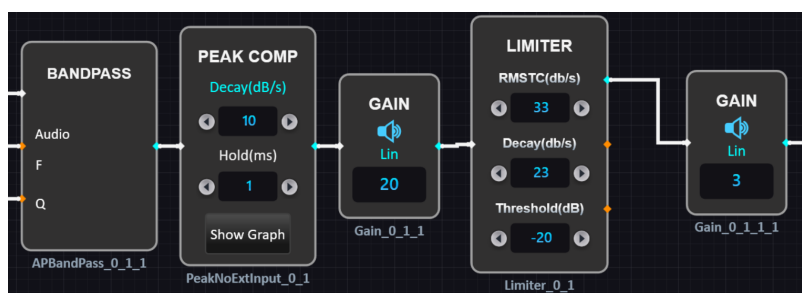 BANDPASS
Audio
F
Q
APBandPass_0_1_1
PEAK COMP
Decay(dB/s)
10
Hold(ms)
1
Show Graph
PeakNoExtInput_0_1
GAIN
Lin
20
Gain_0_1_1
LIMITER
RMSTC(db/s)
33
Decay(db/s)
23
Threshold(dB)
-20
Limiter_0_1
GAIN
Lin
3
Gain_0_1_1_1